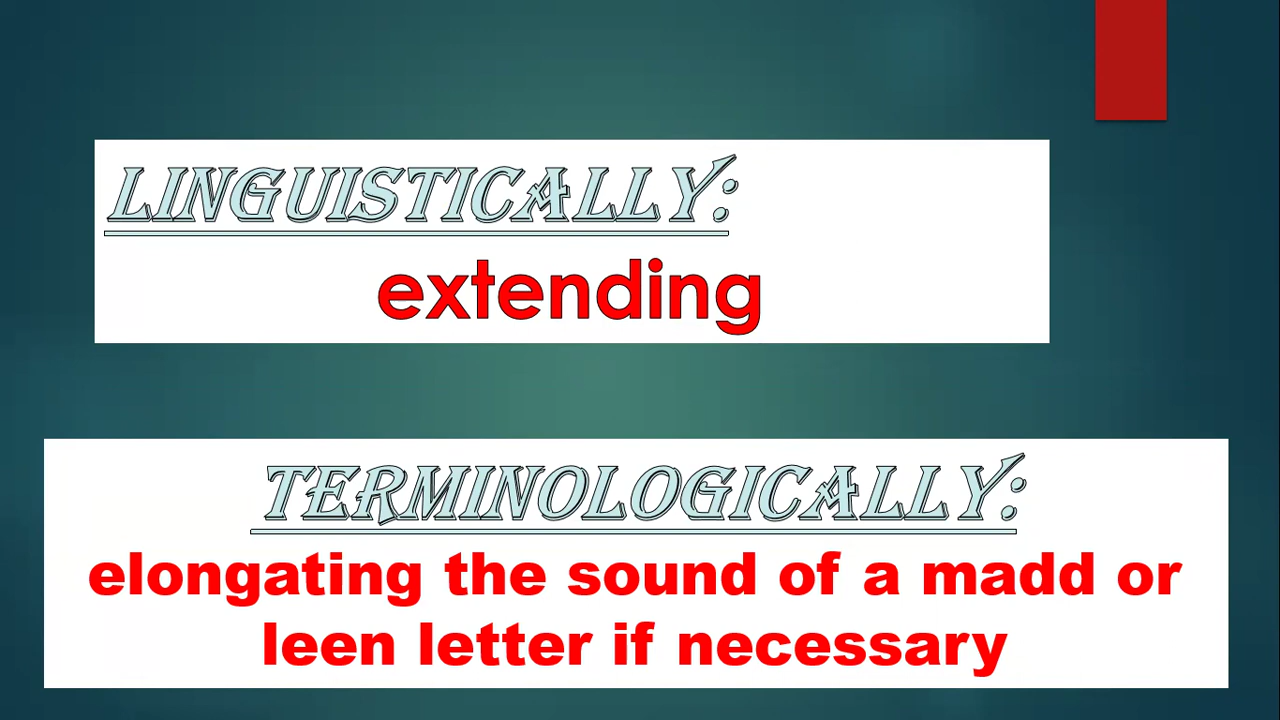 LINGUISTICALLY:
extending
TERMINOLOGICALLY:
elongating the sound of a madd or
leen letter if necessary